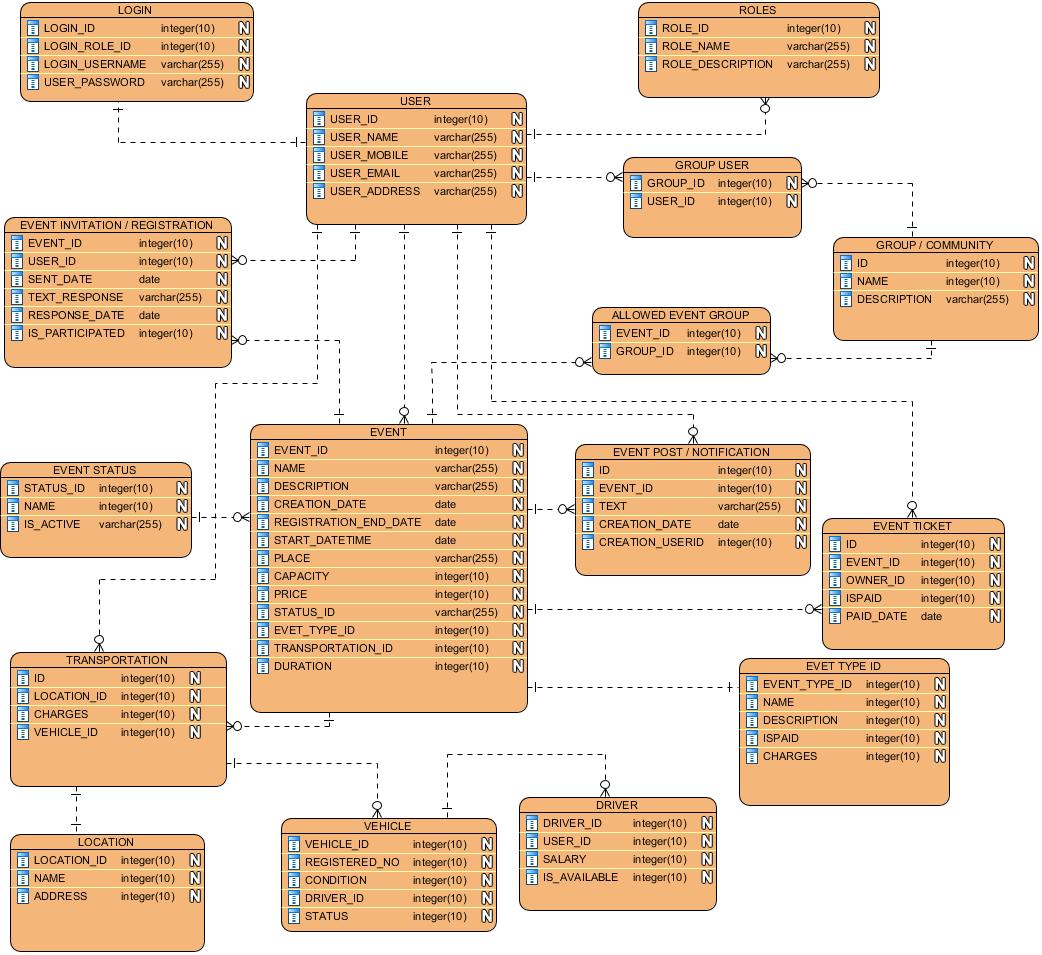 LOGIN
LOGIN_ID integer(10) N
LOGIN_ROLE_ID integer(10) N
LOGIN_USERNAME varchar(255) N
USER_PASSWORD varchar(255) N
ROLES
ROLE_ID integer(10) N
ROLE_NAME varchar(255) N
ROLE_DESCRIPTION varchar(255) N
USER
USER_ID integer(10) N
USER_NAME varchar(255) N
USER_MOBILE varchar(255) N
USER_EMAIL varchar(255) N
USER_ADDRESS varchar(255) N
GROUP USER
GROUP_ID integer(10) N
USER_ID integer(10) N
EVENT INVITATION / REGISTRATION
EVENT_ID integer(10) N
USER_ID integer(10) N
SENT_DATE date N
TEXT_RESPONSE varchar(255) N
RESPONSE_DATE date N
IS_PARTICIPATED integer(10) N
GROUP / COMMUNITY
ID integer(10) N
NAME integer(10) N
DESCRIPTION varchar(255) N
ALLOWED EVENT GROUP
EVENT_ID integer(10) N
GROUP_ID integer(10) N
EVENT
EVENT_ID integer(10) N
NAME varchar(255) N
DESCRIPTION varchar(255) N
CREATION_DATE date N
REGISTRATION_END_DATE date N
START_DATETIME date N
PLACE varchar(255) N
CAPACITY integer(10) N
PRICE integer(10) N
STATUS_ID varchar(255) N
EVET_TYPE_ID integer(10) N
TRANSPORTATION_ID integer(10) N
DURATION integer(10) N
EVENT STATUS
STATUS_ID integer(10) N
NAME integer(10) N
IS_ACTIVE varchar(255) N
EVENT POST / NOTIFICATION
ID integer(10) N
EVENT_ID integer(10) N
TEXT varchar(255) N
CREATION_DATE date N
CREATION_USERID integer(10) N
EVENT TICKET
ID integer(10) N
EVENT_ID integer(10) N
OWNER_ID integer(10) N
ISPAID integer(10) N
PAID_DATE date N
TRANSPORTATION
ID integer(10) N
LOCATION_ID integer(10) N
CHARGES integer(10) N
VEHICLE_ID integer(10) N
EVET TYPE ID
EVENT_TYPE_ID integer(10) N
NAME integer(10) N
DESCRIPTION integer(10) N
ISPAID integer(10) N
CHARGES integer(10) N
LOCATION
LOCATION_ID integer(10) N
NAME integer(10) N
ADDRESS integer(10) N
VEHICLE
VEHICLE_ID integer(10) N
REGISTERED_NO integer(10) N
CONDITION integer(10) N
DRIVER_ID integer(10) N
STATUS integer(10) N
DRIVER
DRIVER_ID integer(10) N
USER_ID integer(10) N
SALARY integer(10) N
IS_AVAILABLE integer(10) N